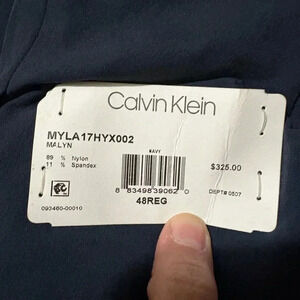 Calvin Klein
MYLA17HYX002
MALYN
NAVY
89 % Nylon
11 % Spandex
$325.00
8 83498 39062 0
DEPT# 0507
48REG
093460-00010